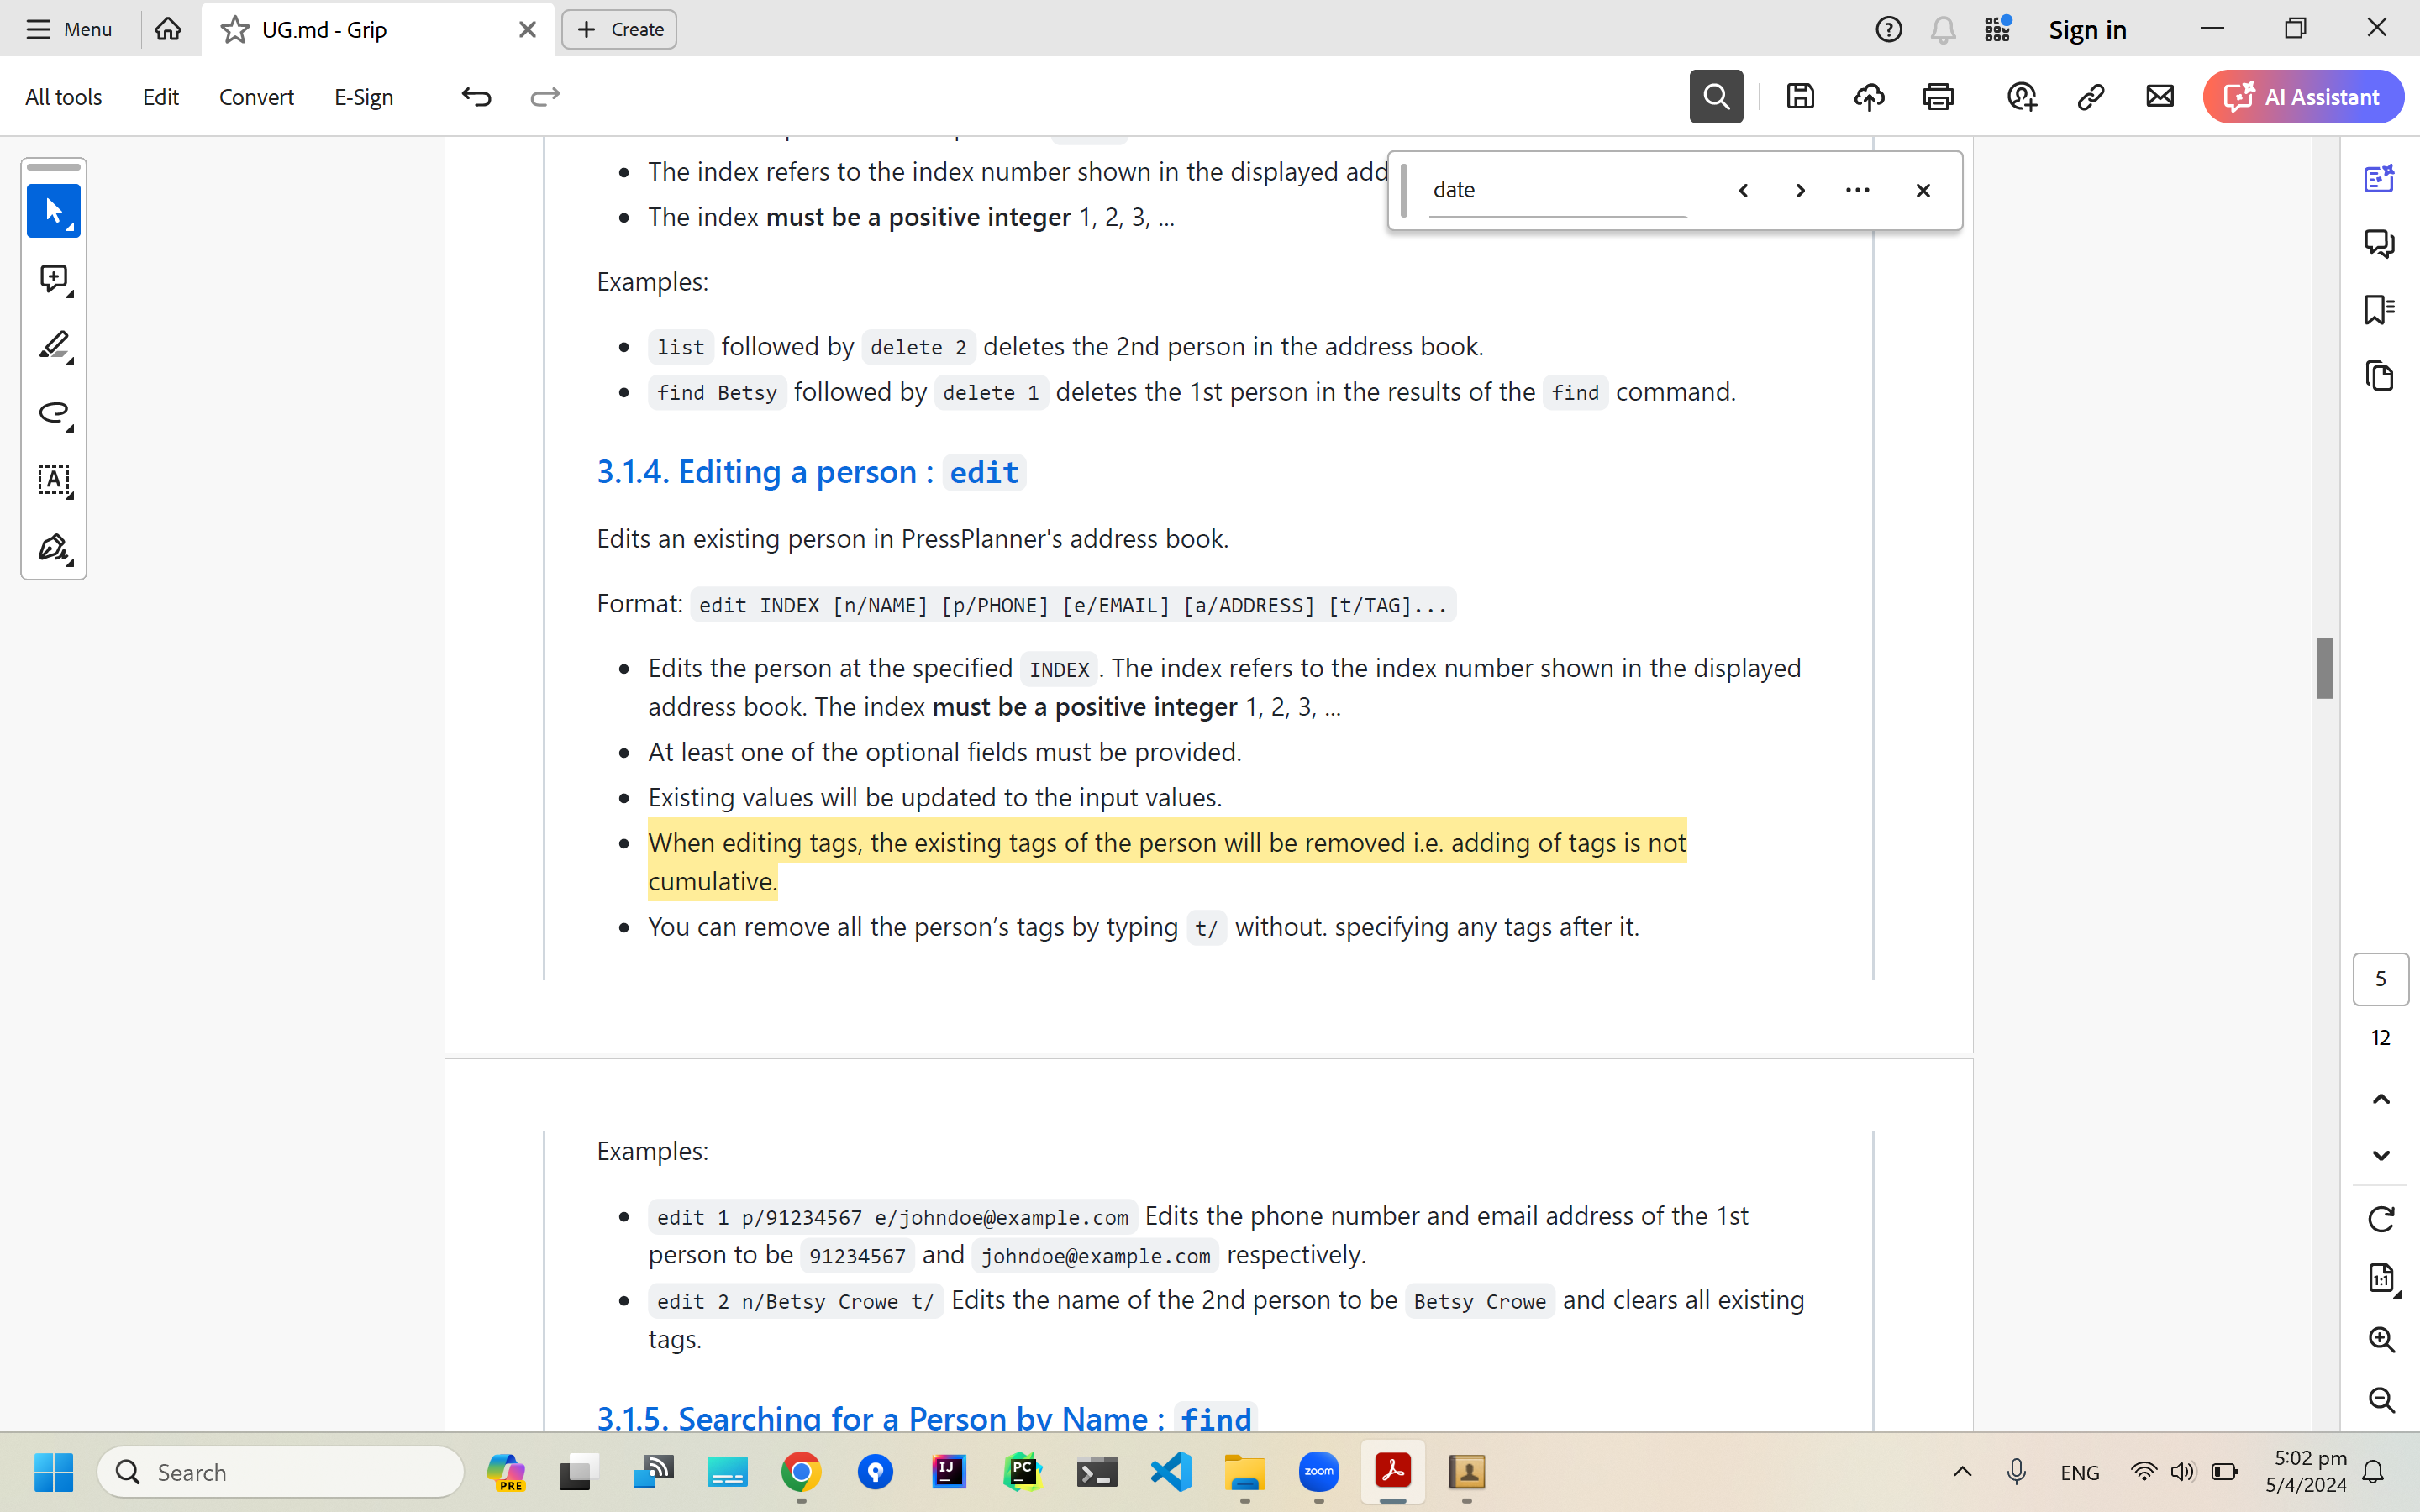 Menu
UG.md - Grip
Create
Sign in
All tools
Edit
Convert
E-Sign
AI Assistant
date
The index refers to the index number shown in the displayed add
The index must be a positive integer 1, 2, 3, ...
Examples:
list followed by delete 2 deletes the 2nd person in the address book.
find Betsy followed by delete 1 deletes the 1st person in the results of the find command.
3.1.4. Editing a person : edit
Edits an existing person in PressPlanner's address book.
Format: edit INDEX [n/NAME] [p/PHONE] [e/EMAIL] [a/ADDRESS] [t/TAG]...
Edits the person at the specified INDEX. The index refers to the index number shown in the displayed
address book. The index must be a positive integer 1, 2, 3, ...
At least one of the optional fields must be provided.
Existing values will be updated to the input values.
When editing tags, the existing tags of the person will be removed i.e. adding of tags is not
cumulative.
You can remove all the person’s tags by typing t/ without. specifying any tags after it.
5
12
Examples:
edit 1 p/91234567 e/johndoe@example.com Edits the phone number and email address of the 1st
person to be 91234567 and johndoe@example.com respectively.
edit 2 n/Betsy Crowe t/ Edits the name of the 2nd person to be Betsy Crowe and clears all existing
tags.
3.1.5. Searching for a Person by Name : find
1:1
Search
PRE
IJ
PC
zoom
ENG
5:02 pm
5/4/2024